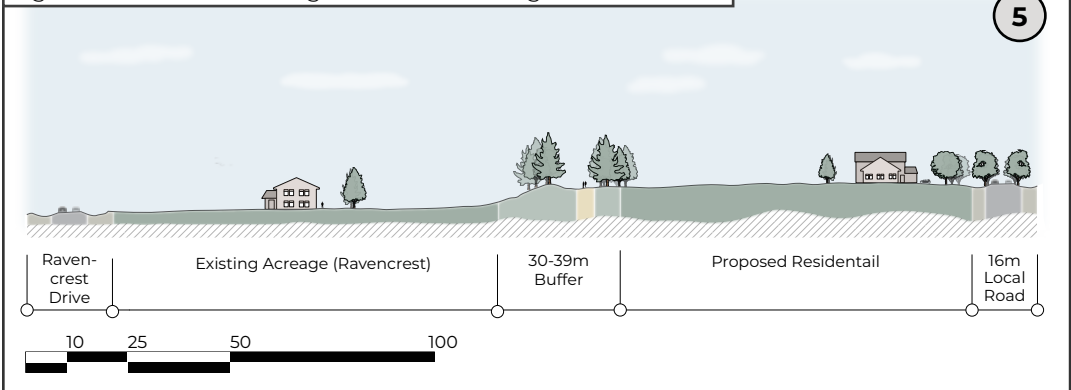 5
Raven-
crest
Drive
Existing Acreage (Ravencrest)
30-39m
Buffer
Proposed Residentail
16m
Local
Road
10 25 50 100